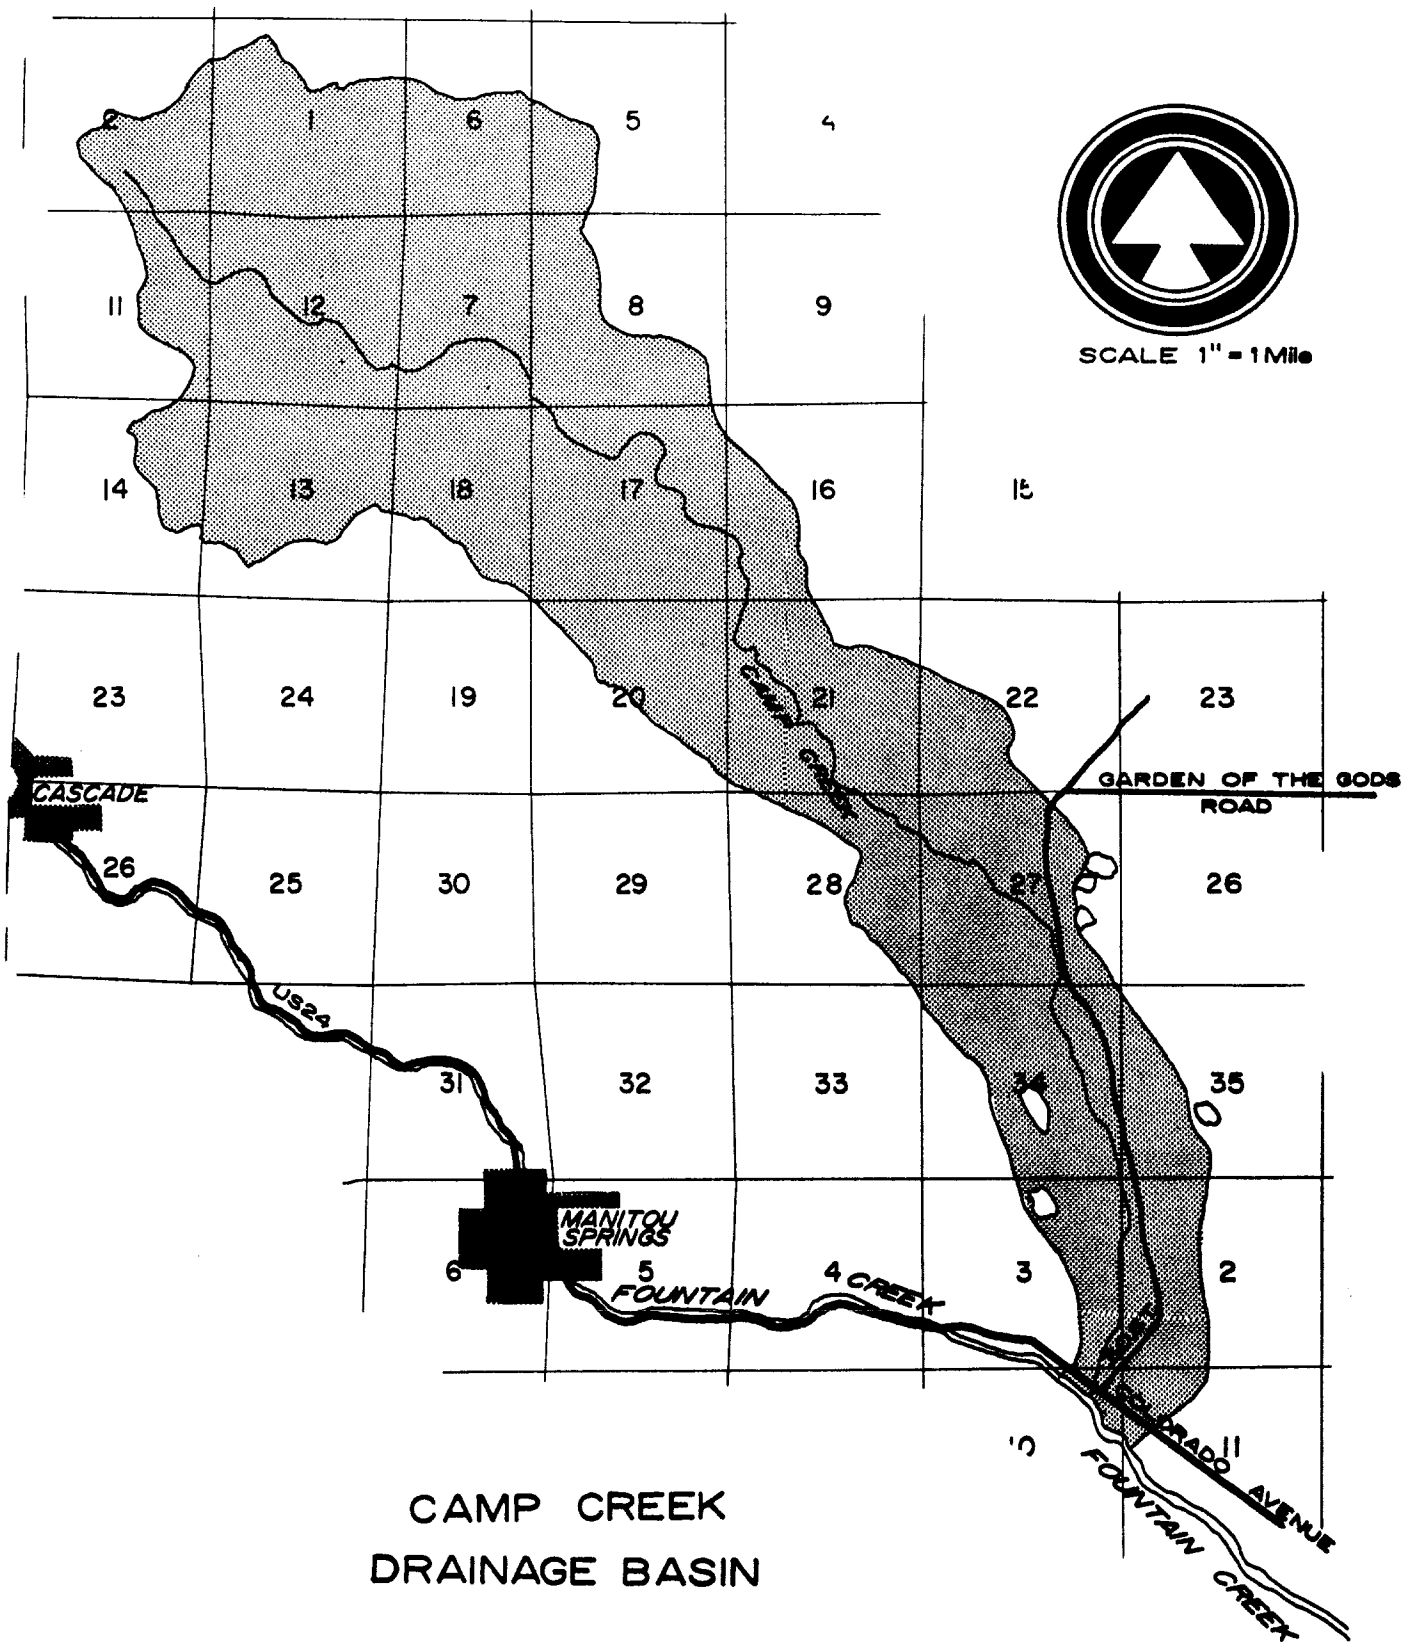 2 1 6 5 4
11 12 7 8 9
SCALE 1" = 1 Mile
14 13 18 17 16 15
23 24 19 20 21 22 23
CAMP CREEK
GARDEN OF THE GODS
ROAD
CASCADE
26 25 30 29 28 27 26
US24
31 32 33 34 35
MANITOU
SPRINGS
6 5 4 3 2
FOUNTAIN CREEK
COLORADO AVENUE
10 11
FOUNTAIN CREEK
CAMP CREEK
DRAINAGE BASIN